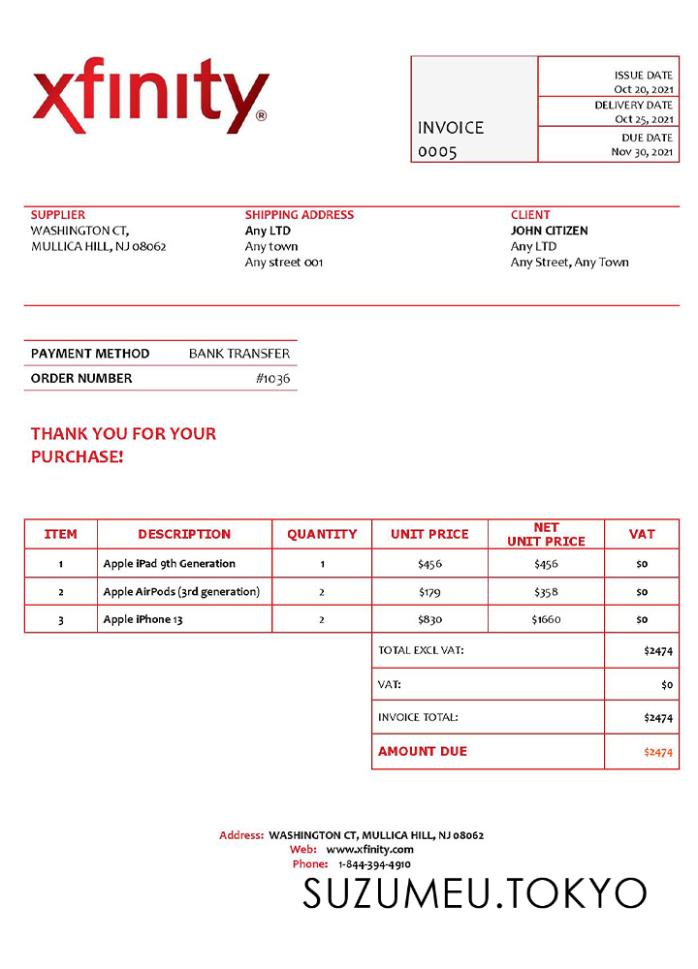 xfinity®
INVOICE
0005
ISSUE DATE
Oct 20, 2021
DELIVERY DATE
Oct 25, 2021
DUE DATE
Nov 30, 2021
SUPPLIER
WASHINGTON CT,
MULLICA HILL, NJ 08062
SHIPPING ADDRESS
Any LTD
Any town
Any street 001
CLIENT
JOHN CITIZEN
Any LTD
Any Street, Any Town
PAYMENT METHOD BANK TRANSFER
ORDER NUMBER #1036
THANK YOU FOR YOUR
PURCHASE!
ITEM DESCRIPTION QUANTITY UNIT PRICE NET UNIT PRICE VAT
1 Apple iPad 9th Generation 1 $456 $456 $0
2 Apple AirPods (3rd generation) 2 $179 $358 $0
3 Apple iPhone 13 2 $830 $1660 $0
TOTAL EXCL VAT: $2474
VAT: $0
INVOICE TOTAL: $2474
AMOUNT DUE $2474
Address: WASHINGTON CT, MULLICA HILL, NJ 08062
Web: www.xfinity.com
Phone: 1-844-394-4910
SUZUMEU.TOKYO